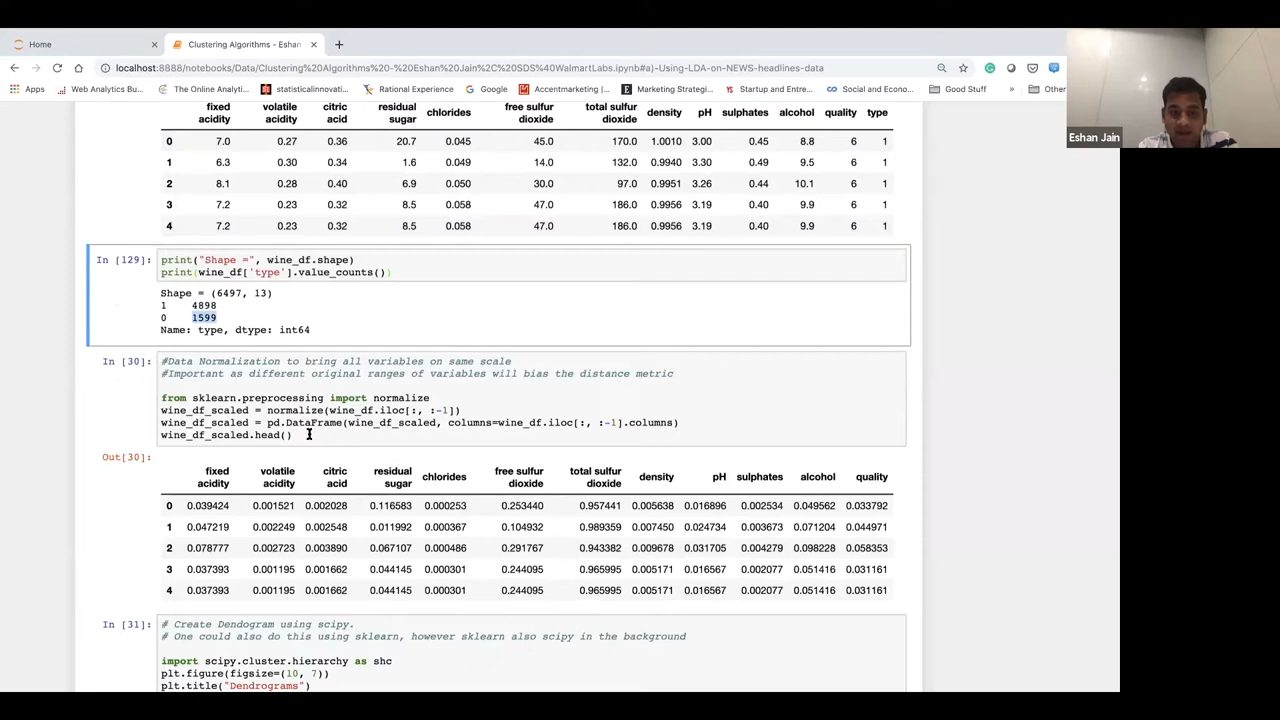 Home
Clustering Algorithms - Eshan
localhost:8888/notebooks/Data/Clustering%20Algorithms%20-%20Eshan%20Jain%2C%20SDS%40WalmartLabs.ipynb#a)-Using-LDA-on-NEWS-headlines-data
Apps Web Analytics Bu... The Online Analytic... statisticalinnovati... Rational Experience Google Accentmarketing |... Marketing Strategi... Startup and Entre... Social and Econo... Good Stuff » Other
Eshan Jain
fixed acidity volatile acidity citric acid residual sugar chlorides free sulfur dioxide total sulfur dioxide density pH sulphates alcohol quality type
0 7.0 0.27 0.36 20.7 0.045 45.0 170.0 1.0010 3.00 0.45 8.8 6 1
1 6.3 0.30 0.34 1.6 0.049 14.0 132.0 0.9940 3.30 0.49 9.5 6 1
2 8.1 0.28 0.40 6.9 0.050 30.0 97.0 0.9951 3.26 0.44 10.1 6 1
3 7.2 0.23 0.32 8.5 0.058 47.0 186.0 0.9956 3.19 0.40 9.9 6 1
4 7.2 0.23 0.32 8.5 0.058 47.0 186.0 0.9956 3.19 0.40 9.9 6 1
In [129]: print("Shape =", wine_df.shape)
print(wine_df['type'].value_counts())
Shape = (6497, 13)
1 4898
0 1599
Name: type, dtype: int64
In [30]: #Data Normalization to bring all variables on same scale
#Important as different original ranges of variables will bias the distance metric
from sklearn.preprocessing import normalize
wine_df_scaled = normalize(wine_df.iloc[:, :-1])
wine_df_scaled = pd.DataFrame(wine_df_scaled, columns=wine_df.iloc[:, :-1].columns)
wine_df_scaled.head()
Out[30]:
fixed acidity volatile acidity citric acid residual sugar chlorides free sulfur dioxide total sulfur dioxide density pH sulphates alcohol quality
0 0.039424 0.001521 0.002028 0.116583 0.000253 0.253440 0.957441 0.005638 0.016896 0.002534 0.049562 0.033792
1 0.047219 0.002249 0.002548 0.011992 0.000367 0.104932 0.989359 0.007450 0.024734 0.003673 0.071204 0.044971
2 0.078777 0.002723 0.003890 0.067107 0.000486 0.291767 0.943382 0.009678 0.031705 0.004279 0.098228 0.058353
3 0.037393 0.001195 0.001662 0.044145 0.000301 0.244095 0.965995 0.005171 0.016567 0.002077 0.051416 0.031161
4 0.037393 0.001195 0.001662 0.044145 0.000301 0.244095 0.965995 0.005171 0.016567 0.002077 0.051416 0.031161
In [31]: # Create Dendogram using scipy.
# One could also do this using sklearn, however sklearn also scipy in the background
import scipy.cluster.hierarchy as shc
plt.figure(figsize=(10, 7))
plt.title("Dendrograms")